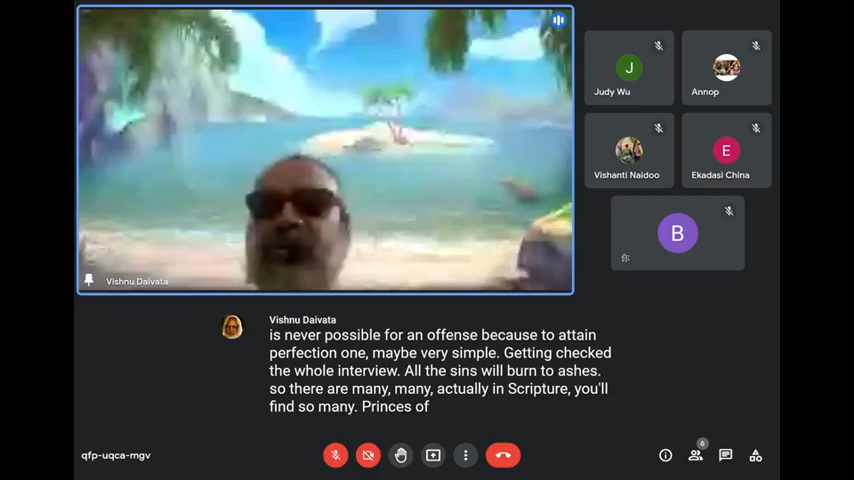 Vishnu Daivata
J
Judy Wu
Annop
Vishanti Naidoo
E
Ekadasi China
B
你
Vishnu Daivata
is never possible for an offense because to attain
perfection one, maybe very simple. Getting checked
the whole interview. All the sins will burn to ashes.
so there are many, many, actually in Scripture, you'll
find so many. Princes of
qfp-uqca-mgv
6